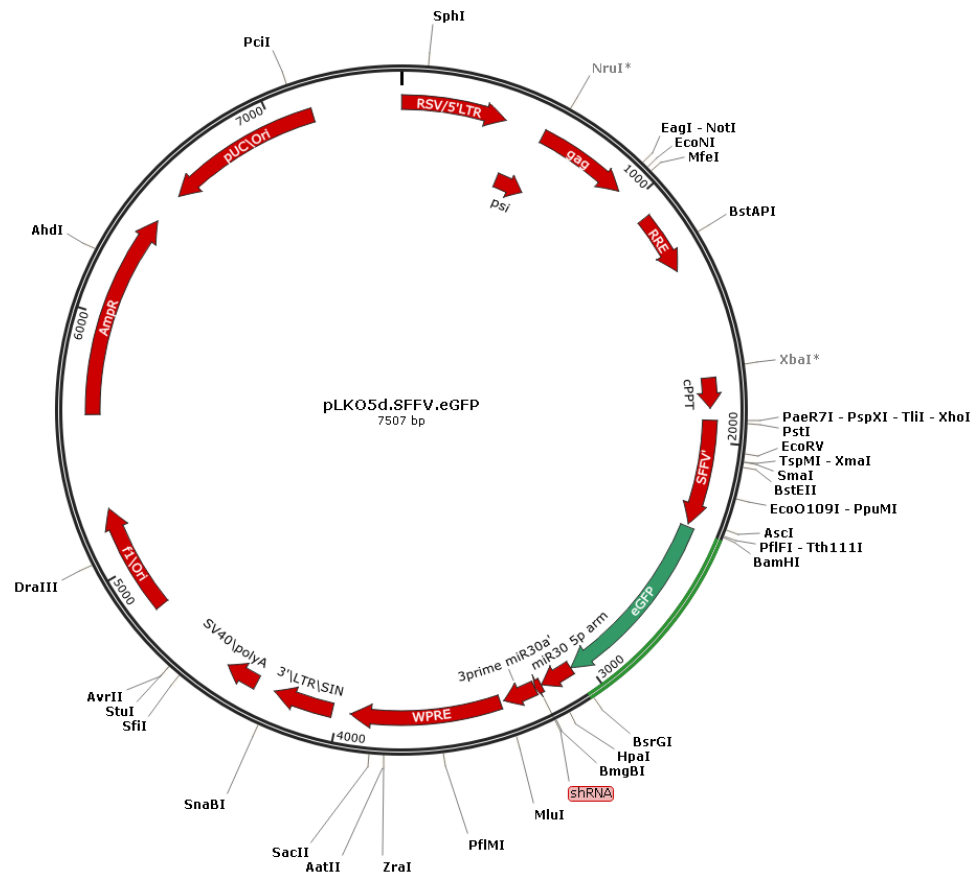 SphI
PciI
NruI*
7000
RSV/5'LTR
EagI - NotI
EcoNI
MfeI
pUC\Ori
gag
1000
psi
BstAPI
AhdI
RRE
AmpR
6000
XbaI*
pLKO5d.SFFV.eGFP
7507 bp
cPPT
PaeR7I - PspXI - TliI - XhoI
PstI
2000
EcoRV
TspMI - XmaI
SFFV'
SmaI
BstEII
EcoO109I - PpuMI
AscI
PflFI - Tth111I
BamHI
f1\Ori
DraIII
5000
eGFP
SV40\polyA
3prime miR30a'
miR30 5p arm
3000
3'\LTR\SIN
AvrII
StuI
SfiI
WPRE
4000
BsrGI
HpaI
BmgBI
shRNA
SnaBI
MluI
PflMI
SacII
AatII
ZraI